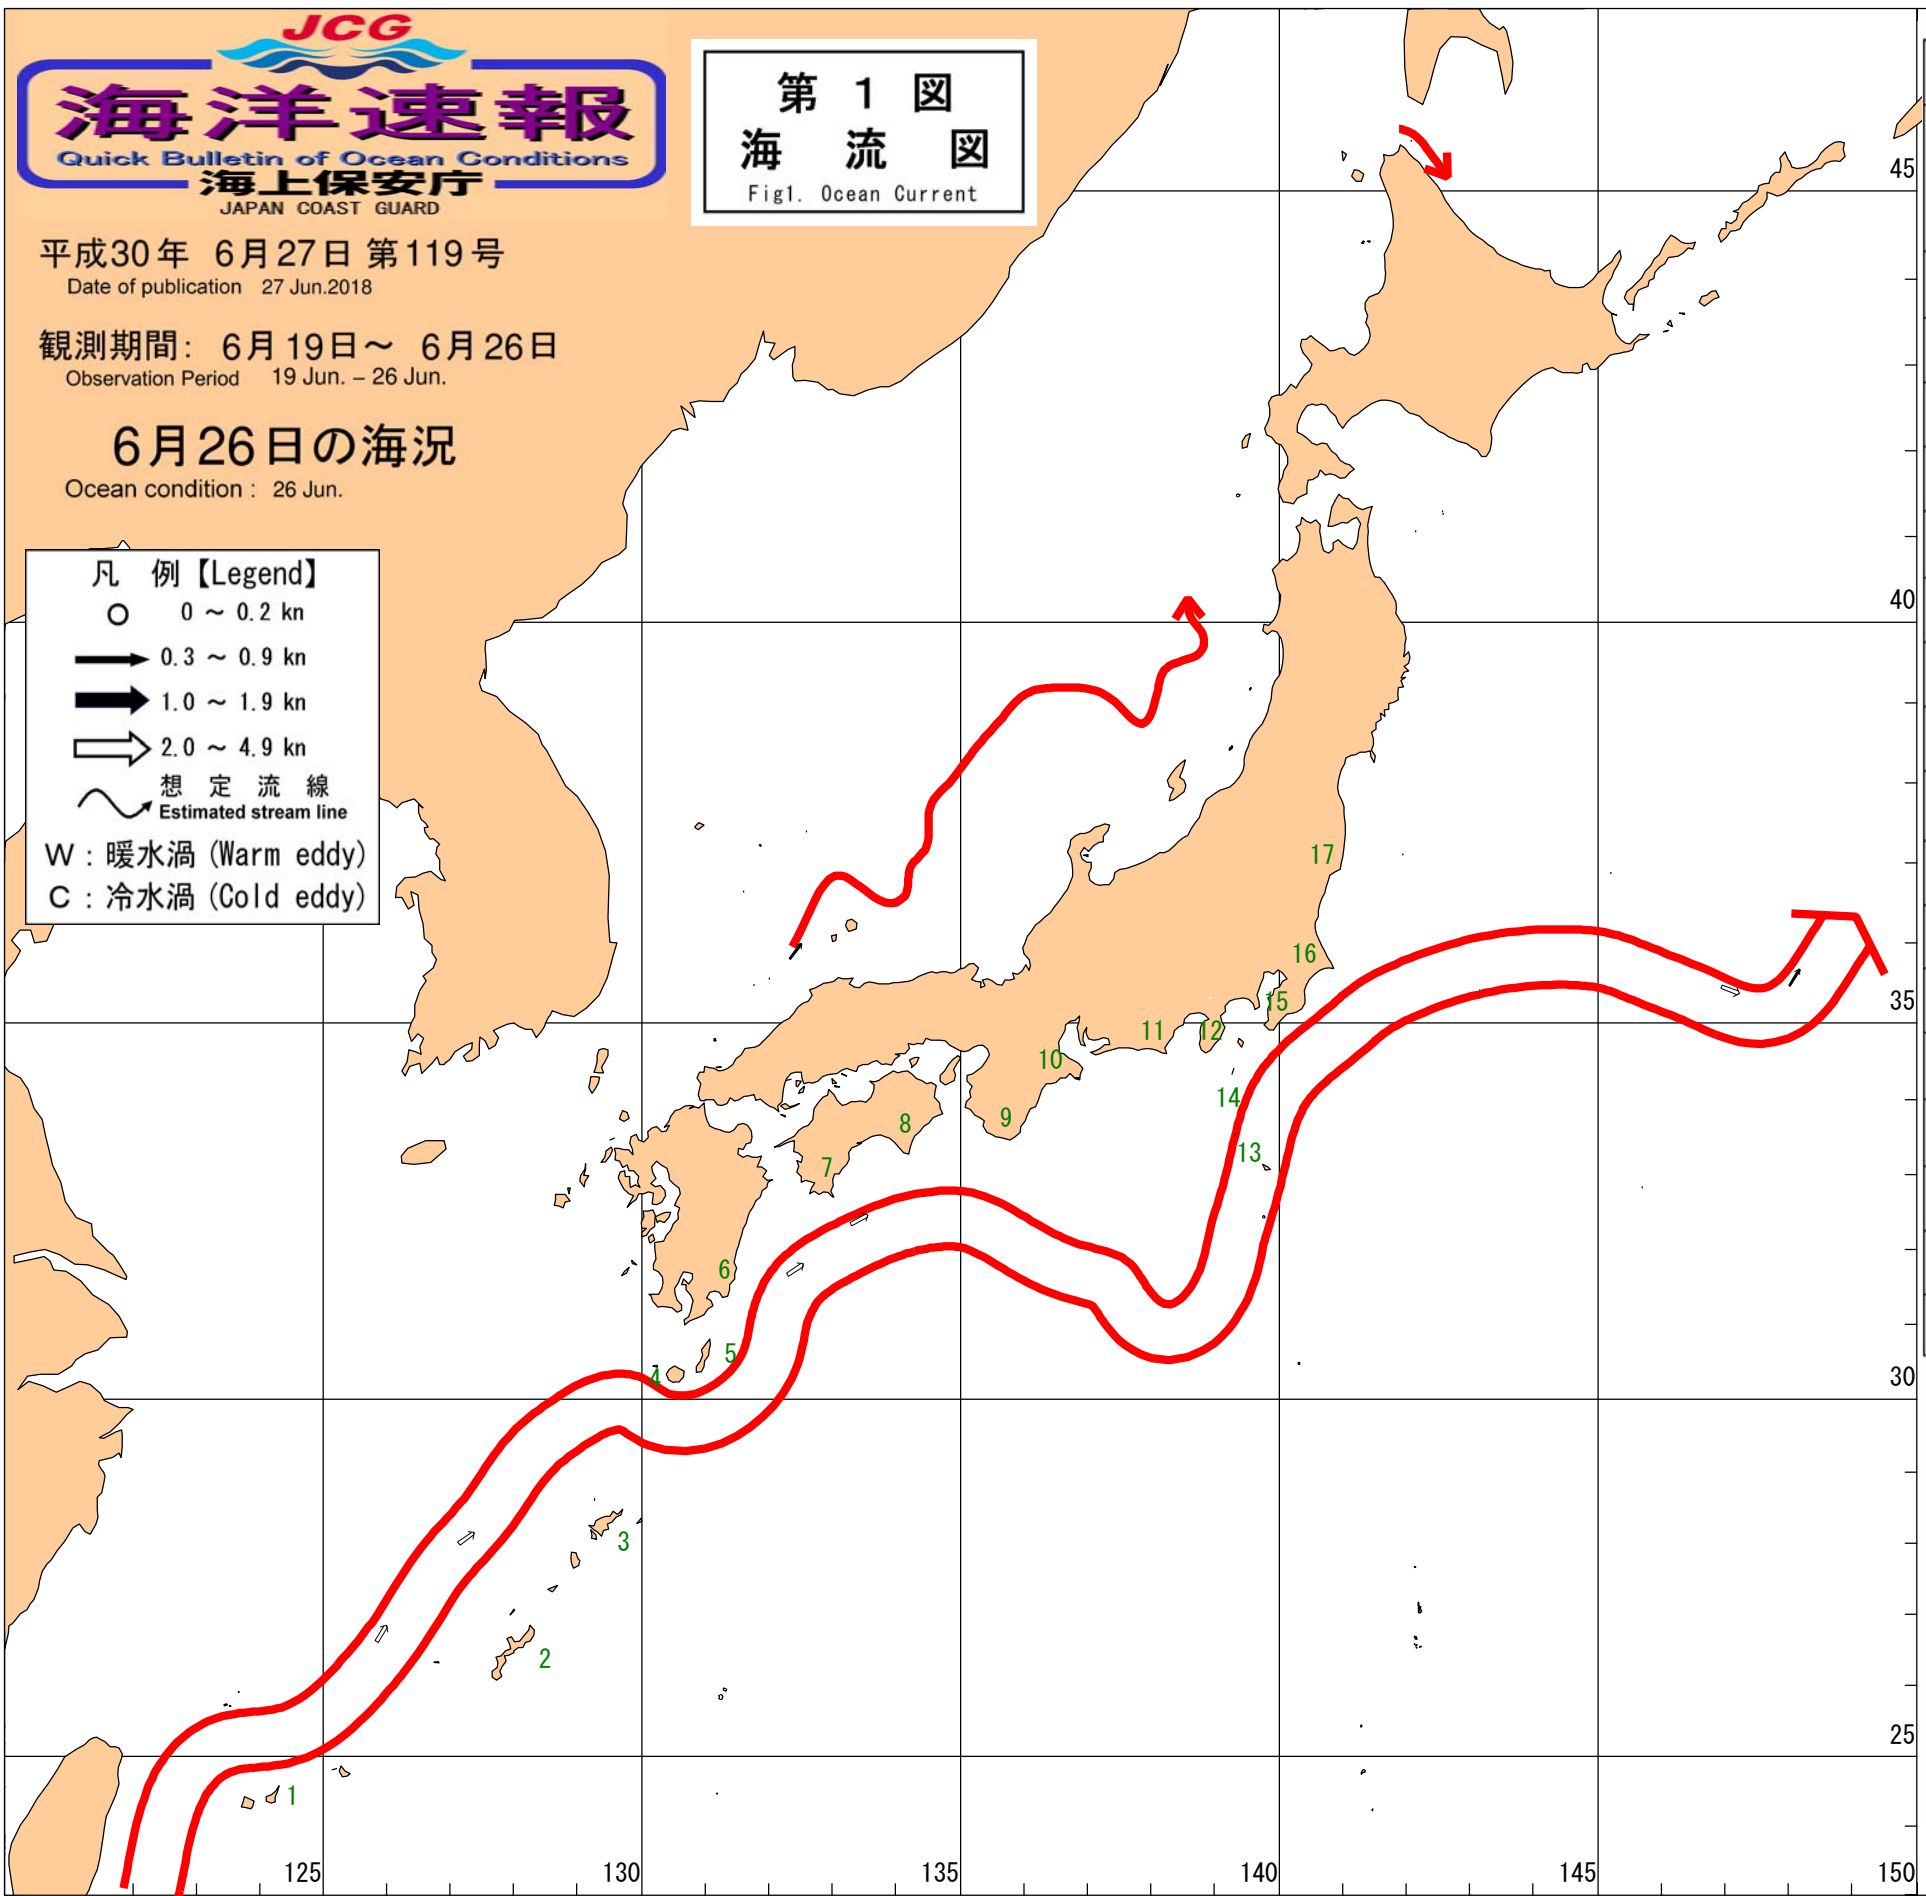 JCG
海洋速報
Quick Bulletin of Ocean Conditions
海上保安庁
JAPAN COAST GUARD
第 1 図
海 流 図
Fig1. Ocean Current
平成30年 6月27日 第119号
Date of publication 27 Jun.2018
観測期間: 6月19日～ 6月26日
Observation Period 19 Jun. – 26 Jun.
6月26日の海況
Ocean condition : 26 Jun.
凡 例【Legend】
0 ～ 0.2 kn
0.3 ～ 0.9 kn
1.0 ～ 1.9 kn
2.0 ～ 4.9 kn
想 定 流 線
Estimated stream line
W : 暖水渦 (Warm eddy)
C : 冷水渦 (Cold eddy)
45
40
17
16
35
15
11
12
10
14
9
8
13
7
6
5
4
30
3
2
25
1
125
130
135
140
145
150